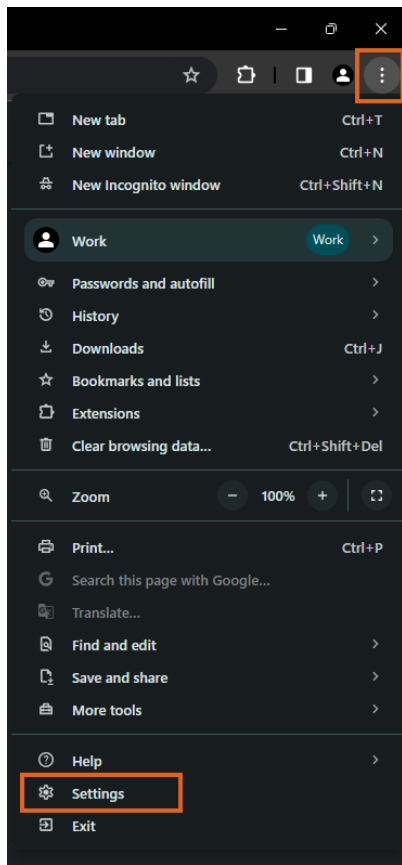 New tab Ctrl+T
New window Ctrl+N
New Incognito window Ctrl+Shift+N
Work Work
Passwords and autofill
History
Downloads Ctrl+J
Bookmarks and lists
Extensions
Clear browsing data... Ctrl+Shift+Del
Zoom - 100% +
Print... Ctrl+P
Search this page with Google...
Translate...
Find and edit
Save and share
More tools
Help
Settings
Exit